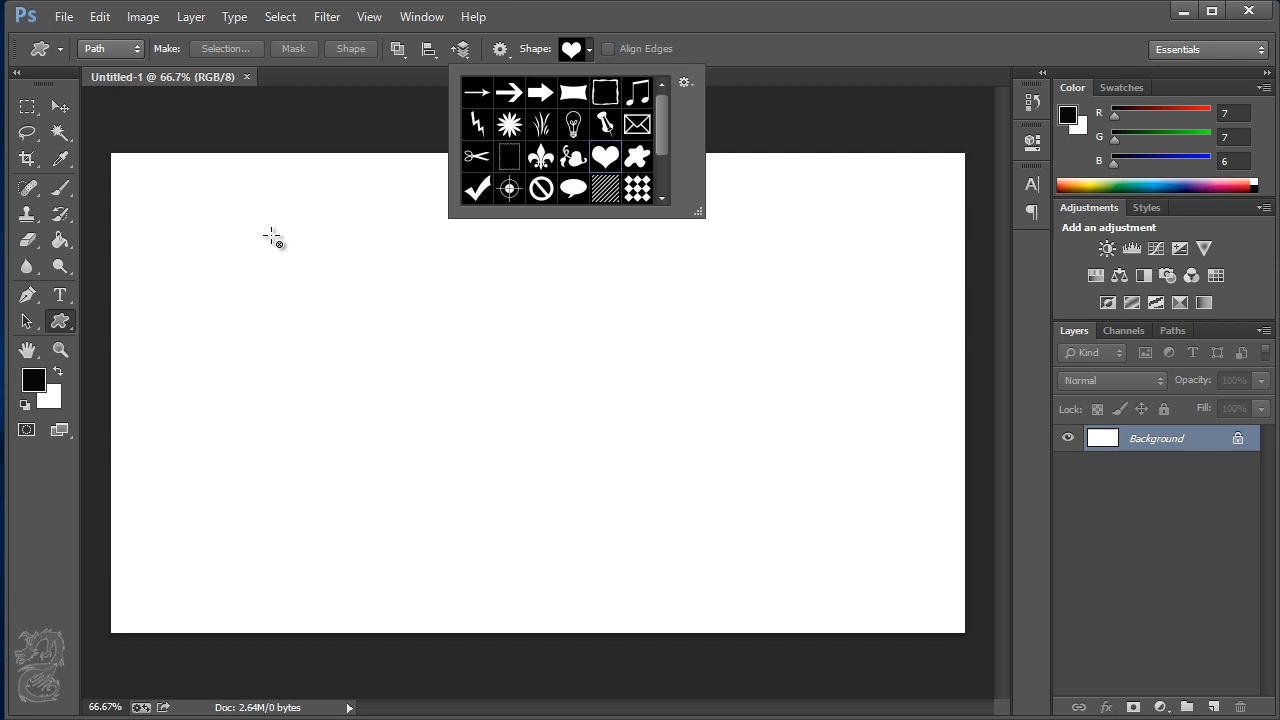 Ps File Edit Image Layer Type Select Filter View Window Help
Path Make: Selection... Mask Shape Shape: Align Edges Essentials
Untitled-1 @ 66.7% (RGB/8) ×
Color Swatches
R 7
G 7
B 6
Adjustments Styles
Add an adjustment
Layers Channels Paths
Kind
Normal Opacity: 100%
Lock: Fill: 100%
Background
66.67% Doc: 2.64M/0 bytes